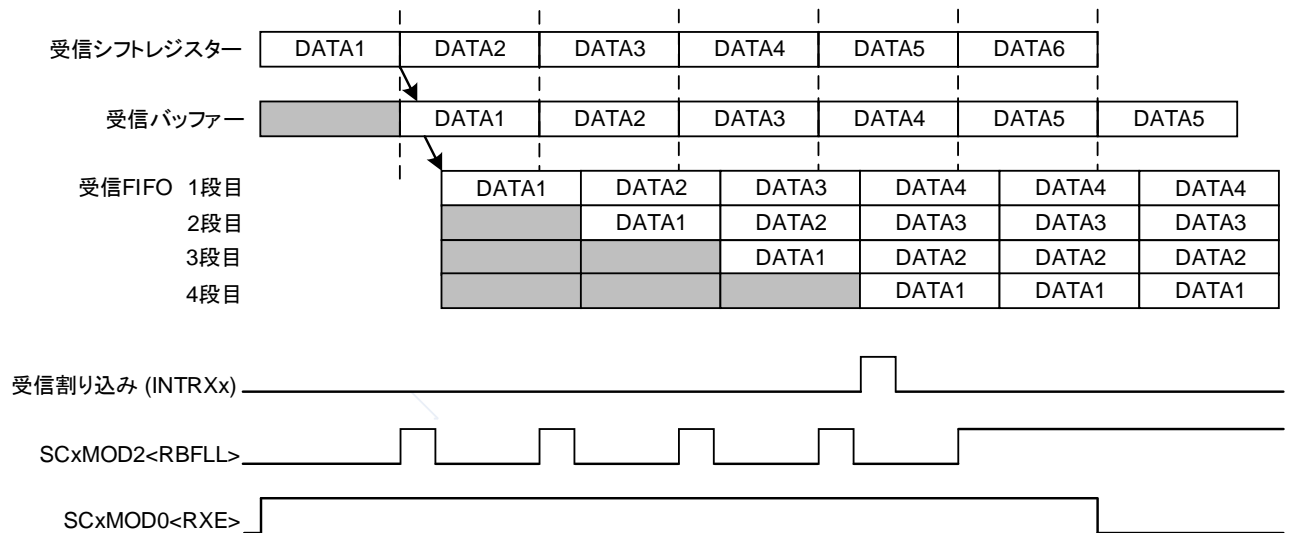 受信シフトレジスター DATA1 DATA2 DATA3 DATA4 DATA5 DATA6
受信バッファー DATA1 DATA2 DATA3 DATA4 DATA5 DATA5
受信FIFO 1段目 DATA1 DATA2 DATA3 DATA4 DATA4 DATA4
2段目 DATA1 DATA2 DATA3 DATA3 DATA3
3段目 DATA1 DATA2 DATA2 DATA2
4段目 DATA1 DATA1 DATA1
受信割り込み (INTRXx)
SCxMOD2<RBFLL>
SCxMOD0<RXE>